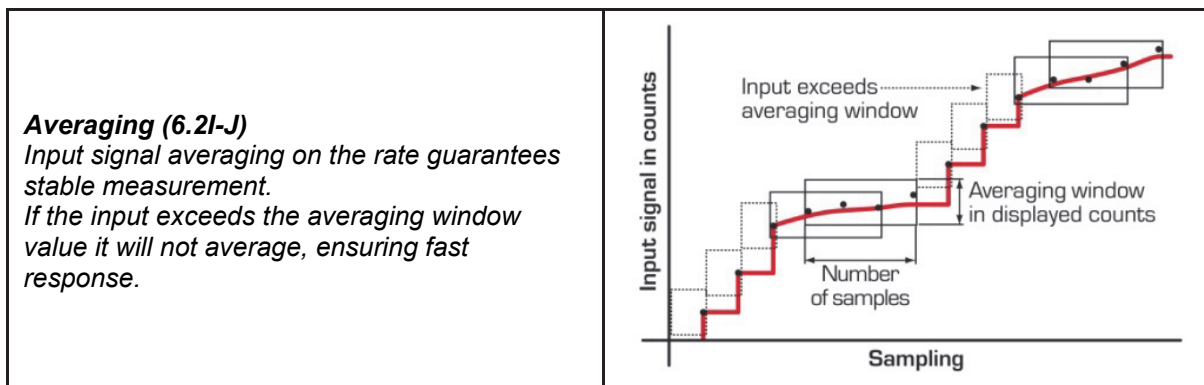 Averaging (6.2I-J)
Input signal averaging on the rate guarantees
stable measurement.
If the input exceeds the averaging window
value it will not average, ensuring fast
response.
Input signal in counts
Input exceeds
averaging window
Averaging window
in displayed counts
Number
of samples
Sampling